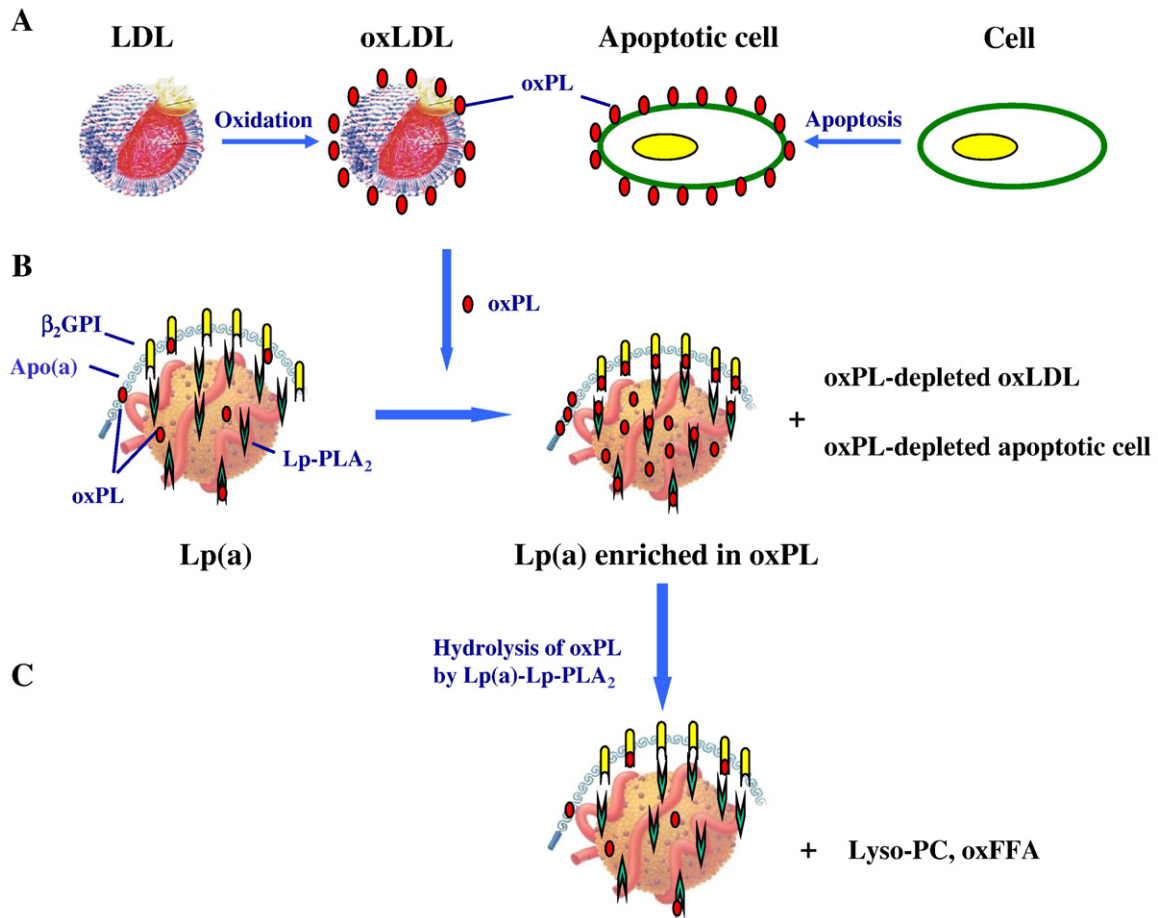 A
LDL
oxLDL
Apoptotic cell
Cell
oxPL
Oxidation
Apoptosis
B
oxPL
β₂GPI
Apo(a)
oxPL-depleted oxLDL
+
oxPL-depleted apoptotic cell
Lp-PLA₂
oxPL
Lp(a)
Lp(a) enriched in oxPL
Hydrolysis of oxPL
by Lp(a)-Lp-PLA₂
C
+ Lyso-PC, oxFFA